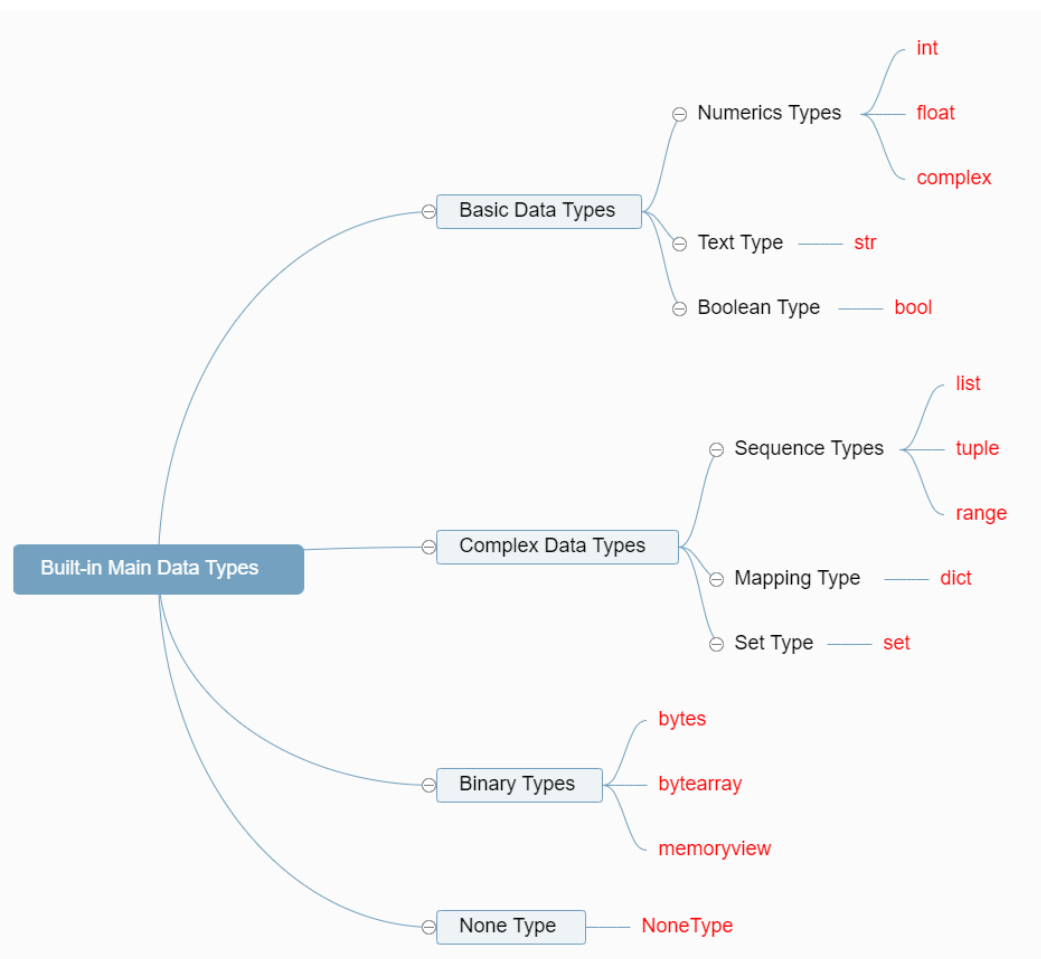 Built-in Main Data Types
Basic Data Types
Numerics Types
int
float
complex
Text Type
str
Boolean Type
bool
Complex Data Types
Sequence Types
list
tuple
range
Mapping Type
dict
Set Type
set
Binary Types
bytes
bytearray
memoryview
None Type
NoneType